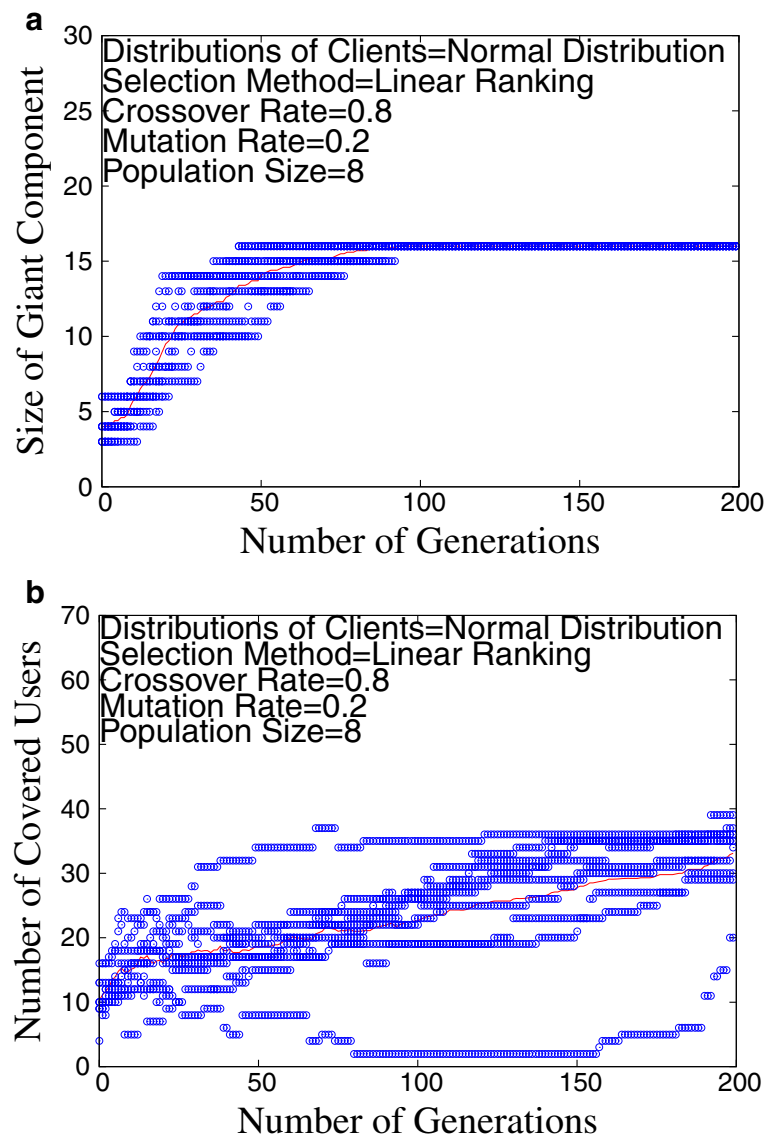 a
30
25
20
15
10
5
0
Size of Giant Component
Distributions of Clients=Normal Distribution
Selection Method=Linear Ranking
Crossover Rate=0.8
Mutation Rate=0.2
Population Size=8
0 50 100 150 200
Number of Generations
b
70
60
50
40
30
20
10
0
Number of Covered Users
Distributions of Clients=Normal Distribution
Selection Method=Linear Ranking
Crossover Rate=0.8
Mutation Rate=0.2
Population Size=8
0 50 100 150 200
Number of Generations